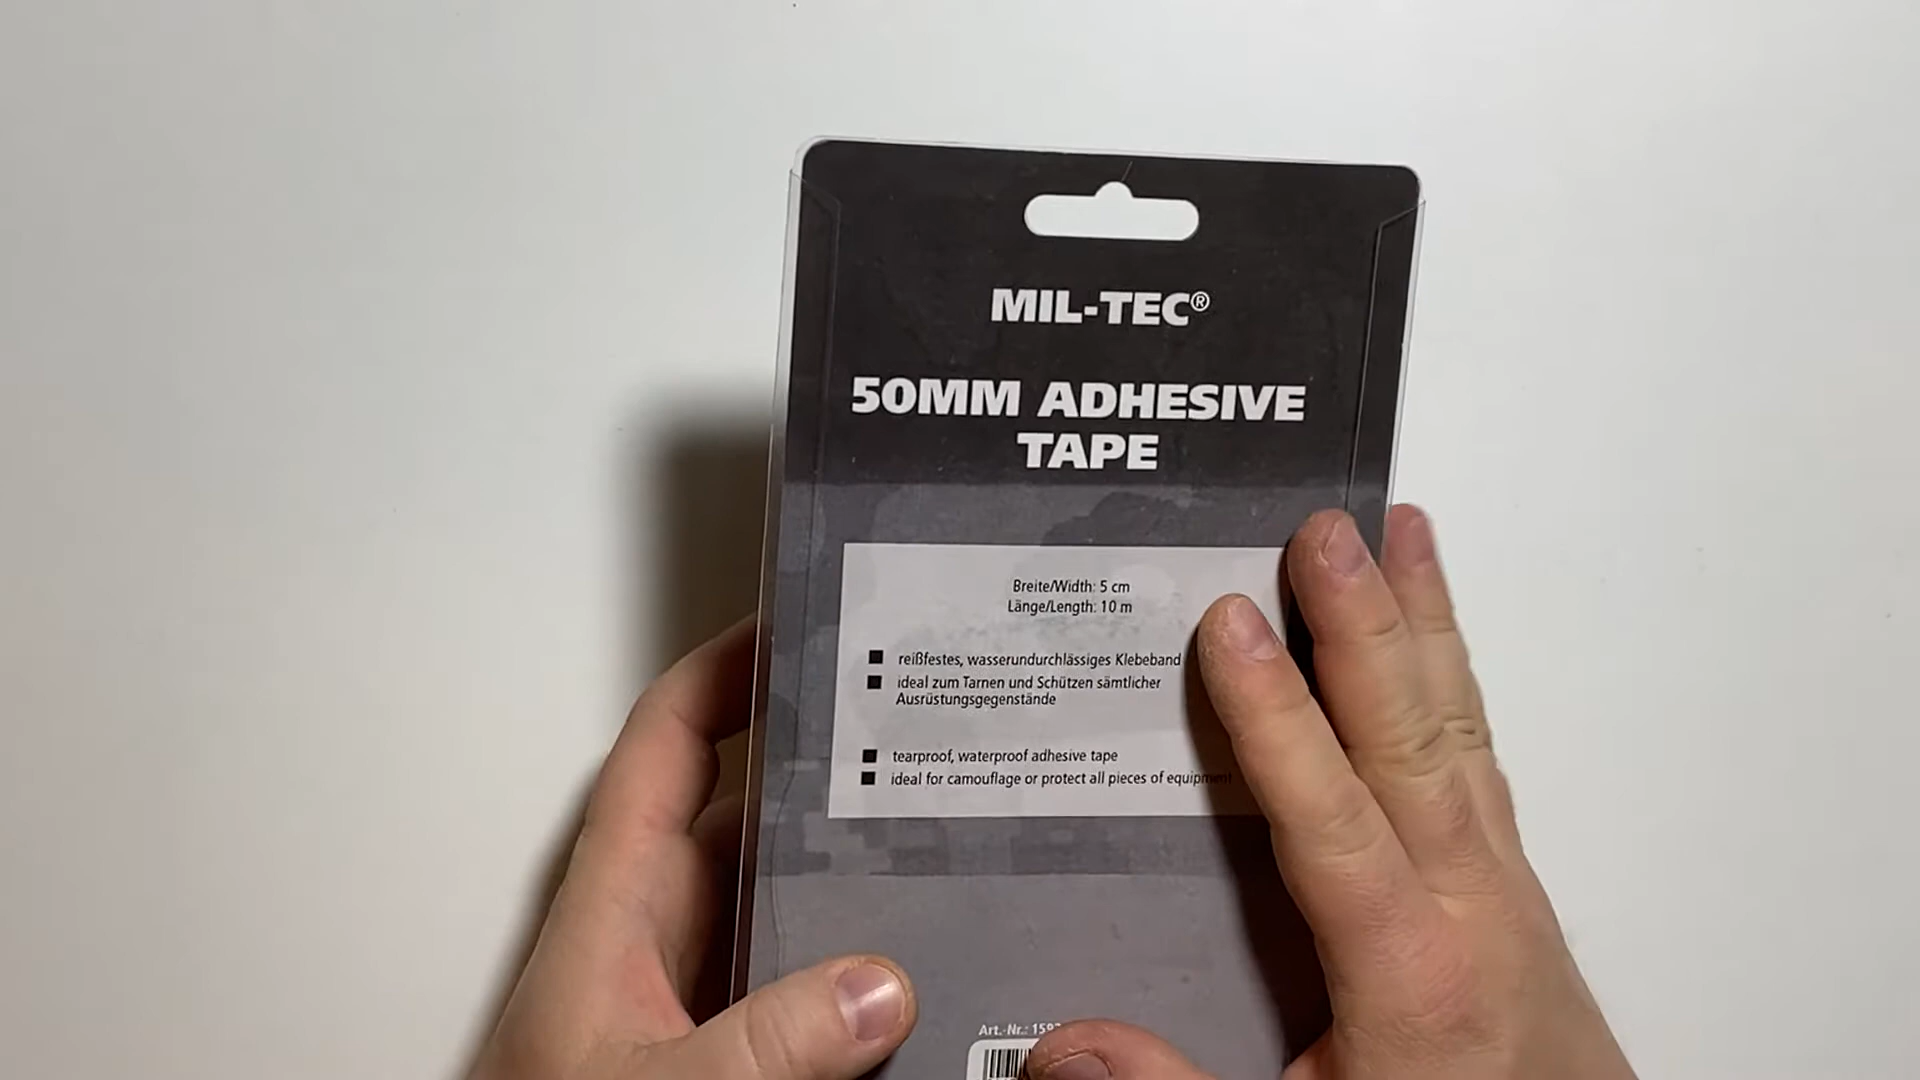 MIL-TEC®
50MM ADHESIVE
TAPE
Breite/Width: 5 cm
Länge/Length: 10 m
reißfestes, wasserundurchlässiges Klebeband
ideal zum Tarnen und Schützen sämtlicher
Ausrüstungsgegenstände
tearproof, waterproof adhesive tape
ideal for camouflage or protect all pieces of equipment
Art.-Nr.: